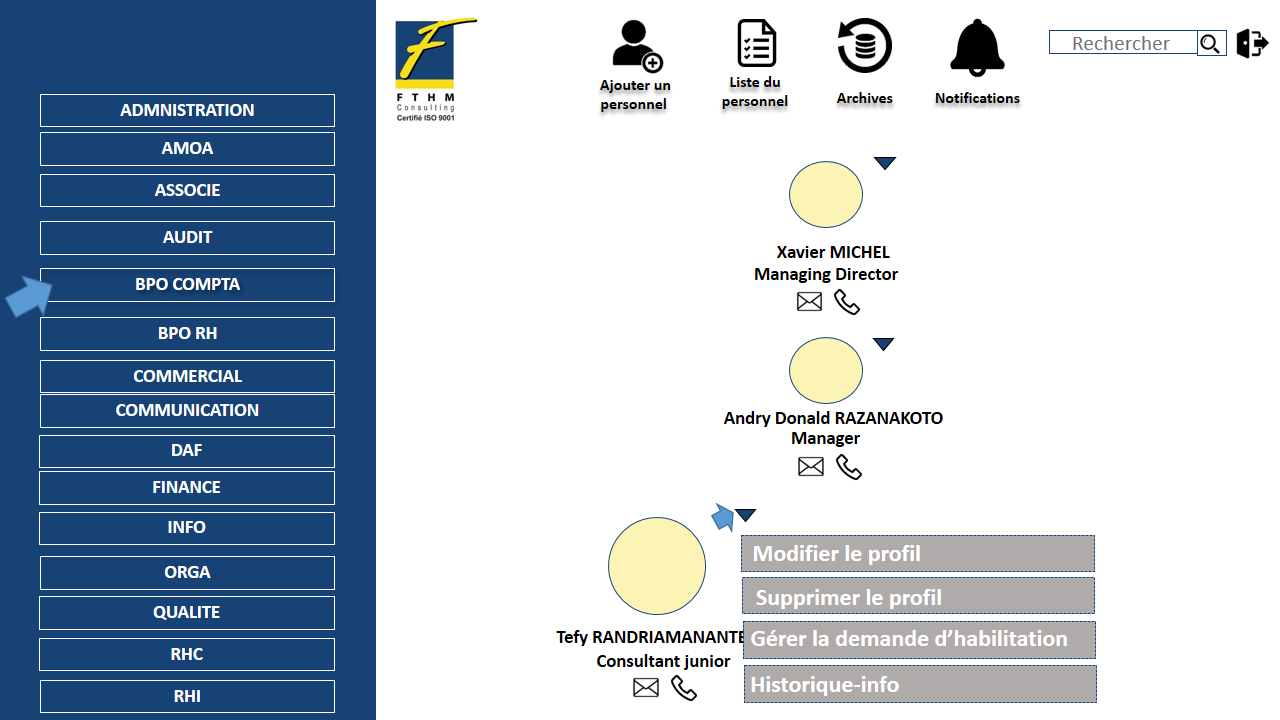 ADMNISTRATION
AMOA
ASSOCIE
AUDIT
BPO COMPTA
BPO RH
COMMERCIAL
COMMUNICATION
DAF
FINANCE
INFO
ORGA
QUALITE
RHC
RHI
F
FTHM
Consulting
Certifié ISO 9001
Ajouter un
personnel
Liste du
personnel
Archives
Notifications
Rechercher
Xavier MICHEL
Managing Director
Andry Donald RAZANAKOTO
Manager
Tefy RANDRIAMANANTE
Consultant junior
Modifier le profil
Supprimer le profil
Gérer la demande d’habilitation
Historique-info